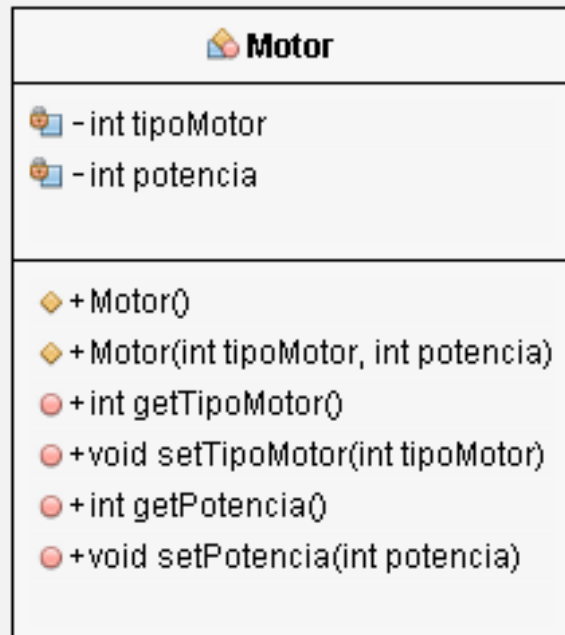 Motor
-int tipoMotor
-int potencia
+Motor()
+Motor(int tipoMotor, int potencia)
+int getTipoMotor()
+void setTipoMotor(int tipoMotor)
+int getPotencia()
+void setPotencia(int potencia)